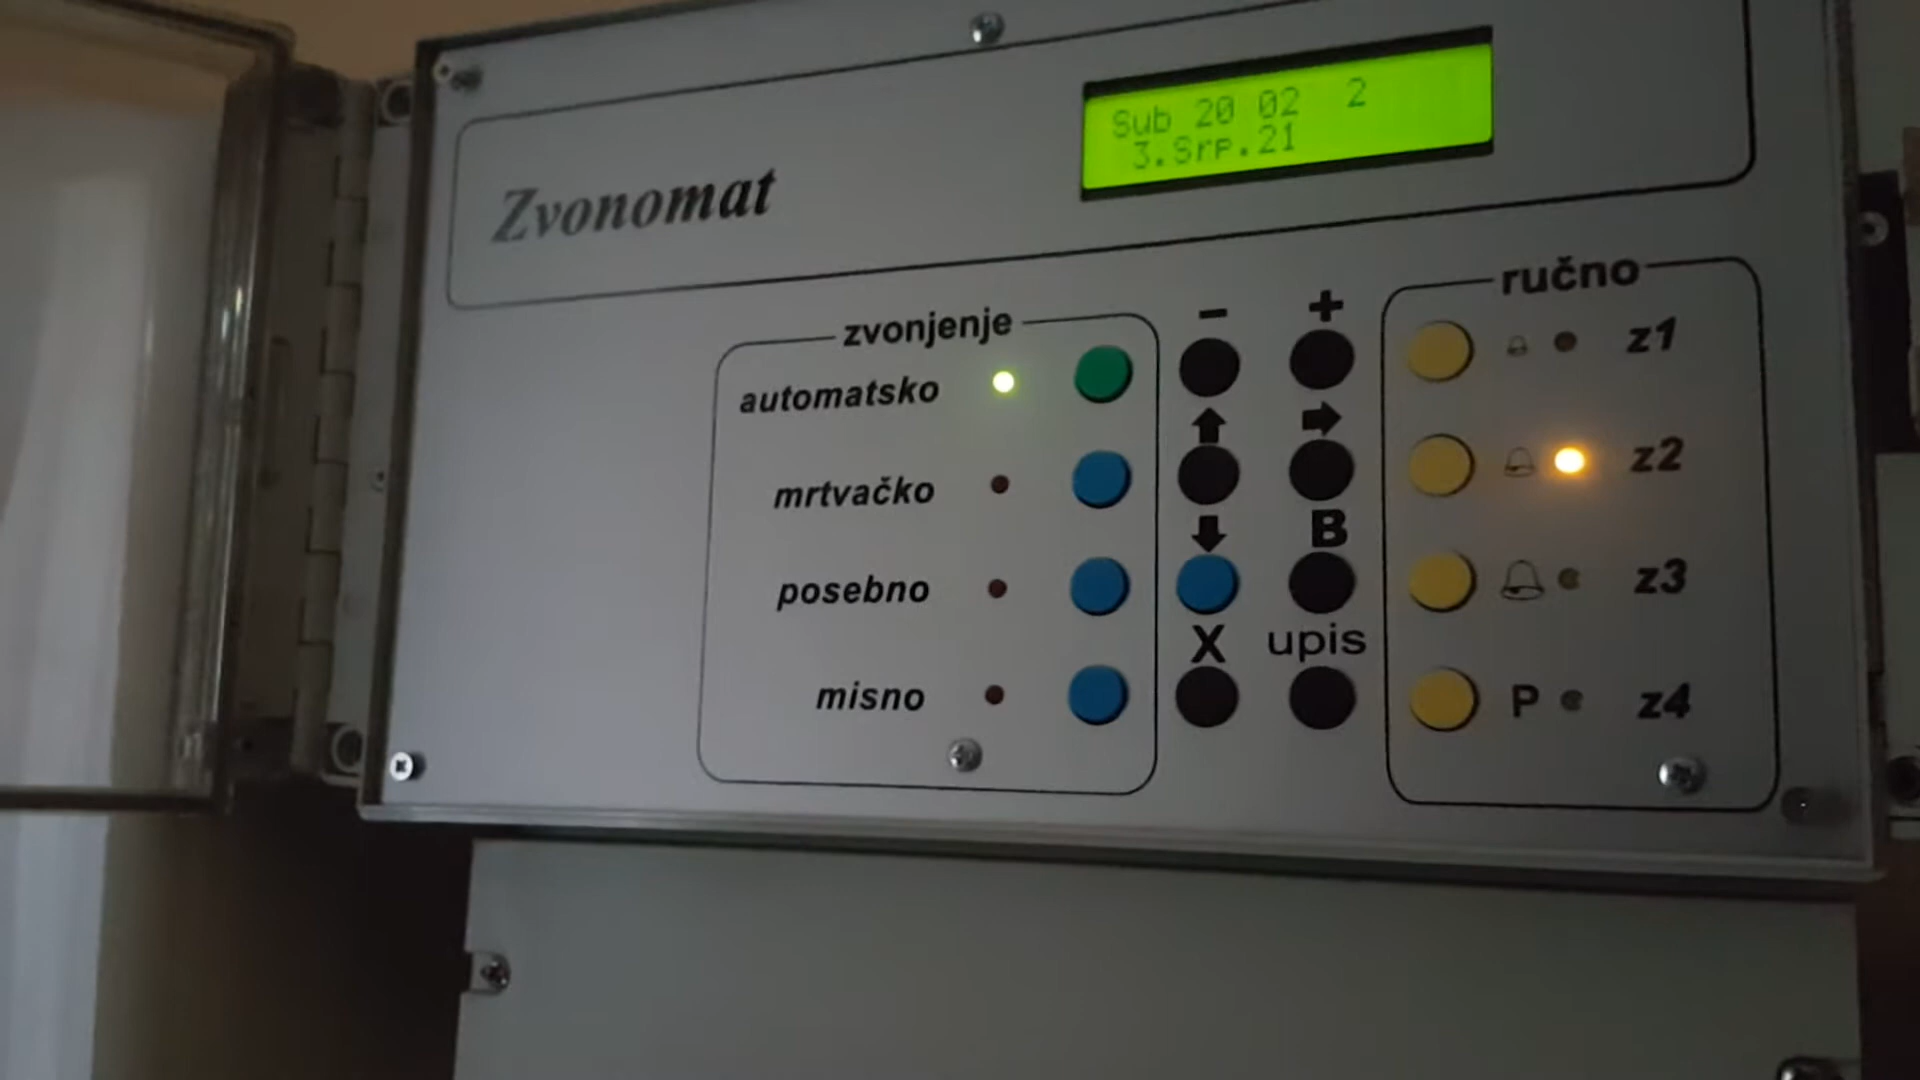 Sub 20 02 2
3.Srp.21
Zvonomat
zvonjenje
automatsko
mrtvačko
posebno
misno
- +
B
X upis
ručno
z1
z2
z3
P z4